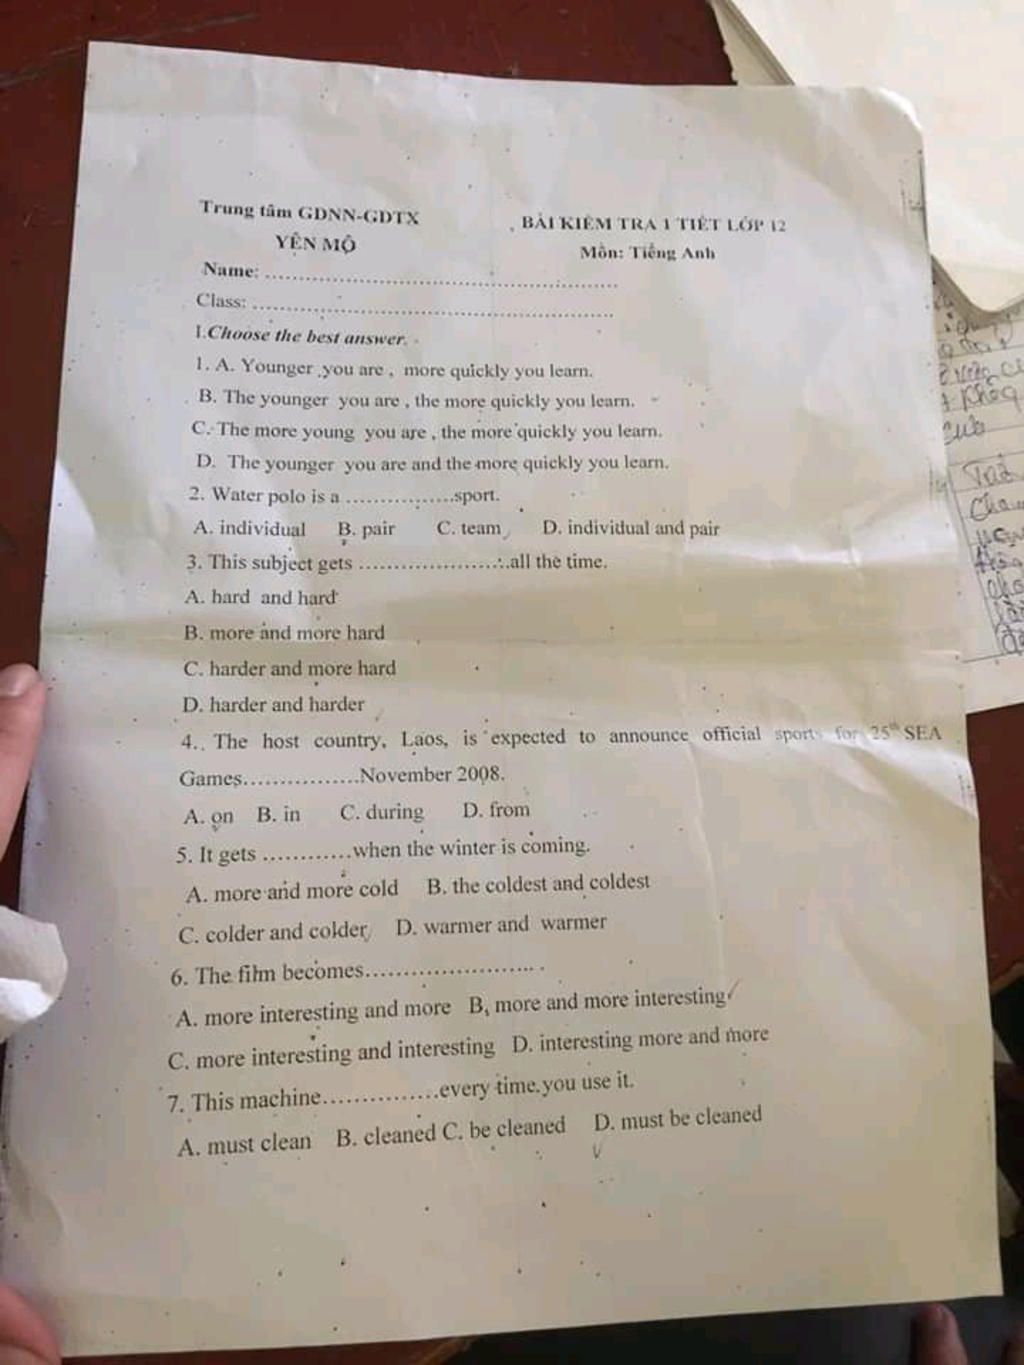 Trung tâm GDNN-GDTX
BÀI KIỂM TRA 1 TIẾT LỚP 12
YÊN MÔ
Môn: Tiếng Anh
Name: ..........................................................
Class: ..........................................................
I.Choose the best answer.
1. A. Younger you are , more quickly you learn.
B. The younger you are , the more quickly you learn.
C. The more young you are , the more quickly you learn.
D. The younger you are and the more quickly you learn.
2. Water polo is a ................sport.
A. individual B. pair C. team D. individual and pair
3. This subject gets .......................all the time.
A. hard and hard
B. more and more hard
C. harder and more hard
D. harder and harder
4.. The host country, Laos, is expected to announce official sports for 25th SEA
Games.................November 2008.
A. on B. in C. during D. from
5. It gets ............when the winter is coming.
A. more and more cold B. the coldest and coldest
C. colder and colder D. warmer and warmer
6. The film becomes.........................
A. more interesting and more B, more and more interesting
C. more interesting and interesting D. interesting more and more
7. This machine................every time you use it.
A. must clean B. cleaned C. be cleaned D. must be cleaned